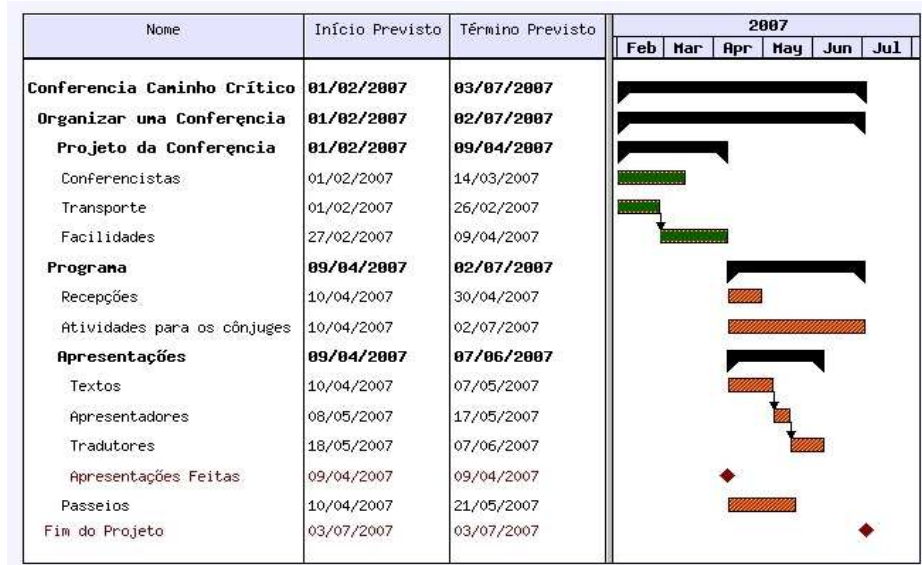 Nome Início Previsto Término Previsto 2007
Feb Mar Apr May Jun Jul
Conferencia Caminho Crítico 01/02/2007 03/07/2007
Organizar uma Conferęncia 01/02/2007 02/07/2007
Projeto da Conferęncia 01/02/2007 09/04/2007
Conferencistas 01/02/2007 14/03/2007
Transporte 01/02/2007 26/02/2007
Facilidades 27/02/2007 09/04/2007
Programa 09/04/2007 02/07/2007
Recepçőes 10/04/2007 30/04/2007
Atividades para os cônjuges 10/04/2007 02/07/2007
Apresentaçőes 09/04/2007 07/06/2007
Textos 10/04/2007 07/05/2007
Apresentadores 08/05/2007 17/05/2007
Tradutores 18/05/2007 07/06/2007
Apresentaçőes Feitas 09/04/2007 09/04/2007
Passeios 10/04/2007 21/05/2007
Fim do Projeto 03/07/2007 03/07/2007